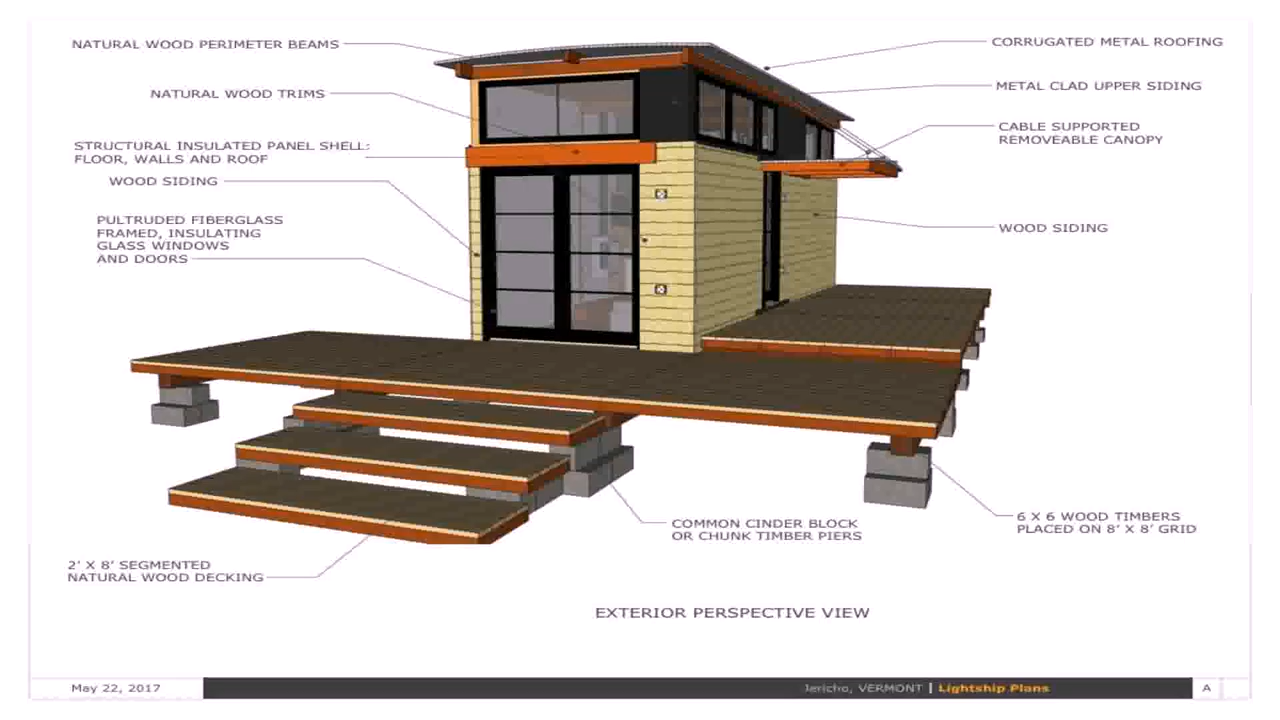 NATURAL WOOD PERIMETER BEAMS
NATURAL WOOD TRIMS
STRUCTURAL INSULATED PANEL SHELL:
FLOOR, WALLS AND ROOF
WOOD SIDING
PULTRUDED FIBERGLASS
FRAMED, INSULATING
GLASS WINDOWS
AND DOORS
CORRUGATED METAL ROOFING
METAL CLAD UPPER SIDING
CABLE SUPPORTED
REMOVEABLE CANOPY
WOOD SIDING
6 X 6 WOOD TIMBERS
PLACED ON 8' X 8' GRID
COMMON CINDER BLOCK
OR CHUNK TIMBER PIERS
2' X 8' SEGMENTED
NATURAL WOOD DECKING
EXTERIOR PERSPECTIVE VIEW
May 22, 2017
Jericho, VERMONT | Lightship Plans
A